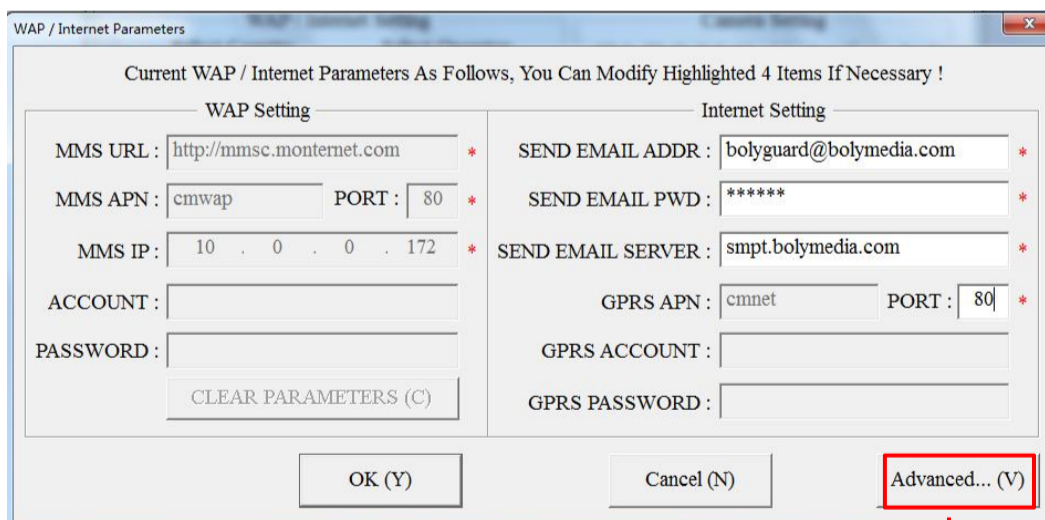 WAP / Internet Parameters
Current WAP / Internet Parameters As Follows, You Can Modify Highlighted 4 Items If Necessary !
WAP Setting
MMS URL : http://mmsc.monternet.com *
MMS APN : cmwap PORT : 80 *
MMS IP : 10 . 0 . 0 . 172 *
ACCOUNT :
PASSWORD :
CLEAR PARAMETERS (C)
Internet Setting
SEND EMAIL ADDR : bolyguard@bolymedia.com *
SEND EMAIL PWD : ****** *
SEND EMAIL SERVER : smpt.bolymedia.com *
GPRS APN : cmnet PORT : 80 *
GPRS ACCOUNT :
GPRS PASSWORD :
OK (Y) Cancel (N) Advanced... (V)